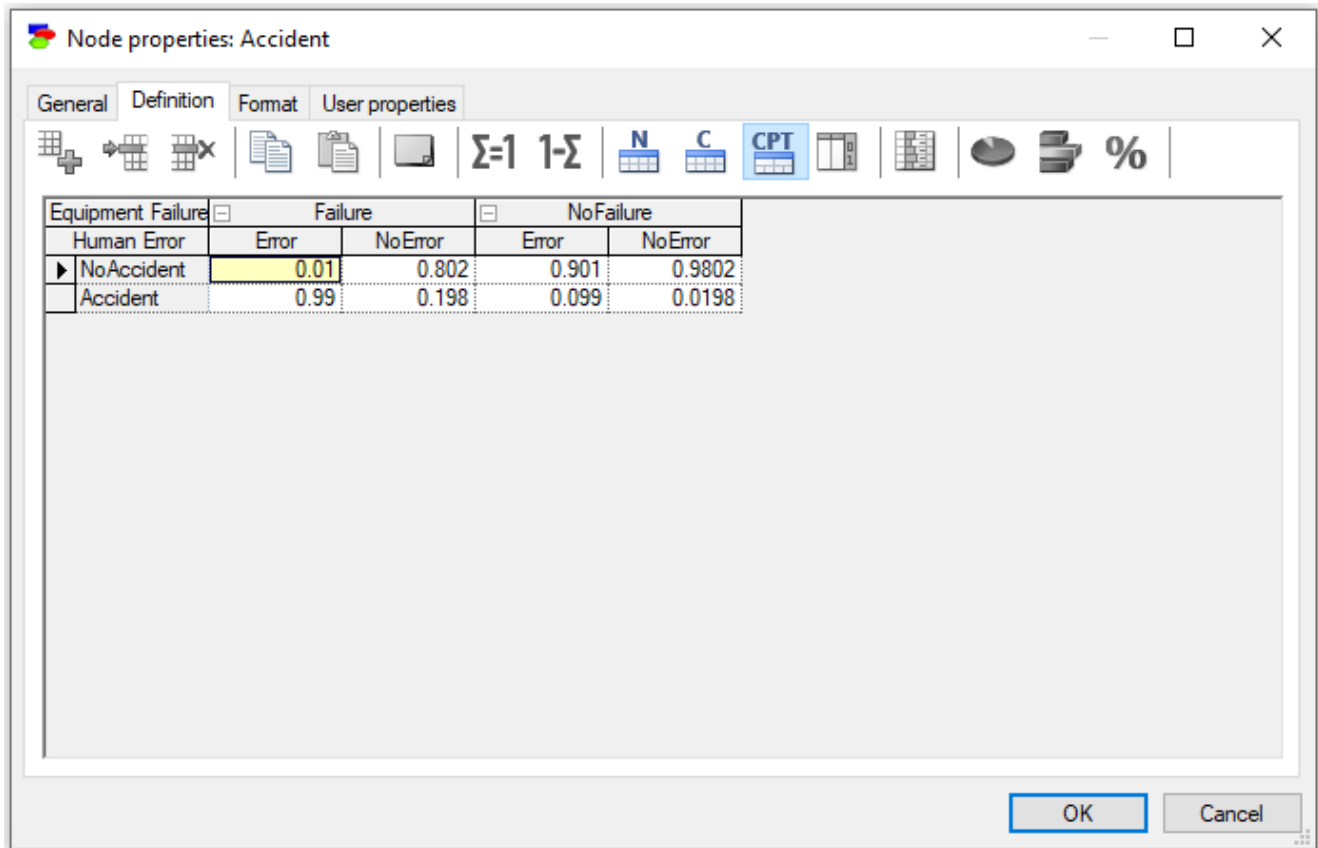 Node properties: Accident
General Definition Format User properties
Σ=1 1-Σ N C CPT 0 1 %
Equipment Failure Failure NoFailure
Human Error Error NoError Error NoError
NoAccident 0.01 0.802 0.901 0.9802
Accident 0.99 0.198 0.099 0.0198
OK Cancel